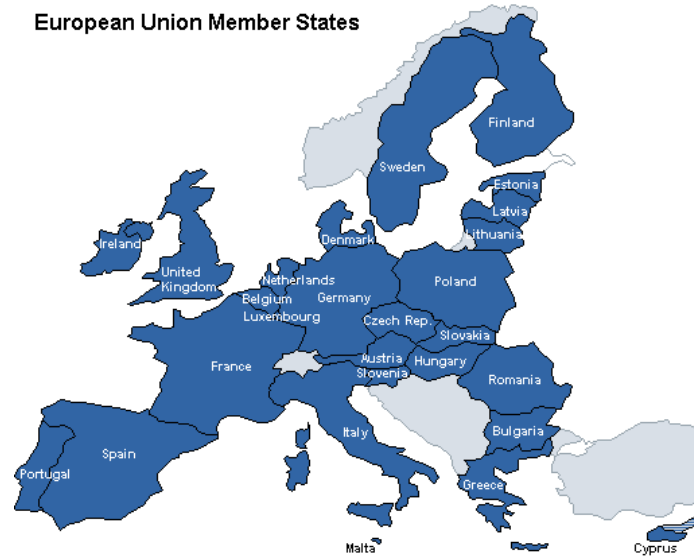 European Union Member States
Finland
Sweden
Estonia
Latvia
Lithuania
Denmark
Ireland
United
Kingdom
Netherlands
Belgium
Germany
Luxembourg
Poland
Czech Rep.
Slovakia
France
Austria
Hungary
Slovenia
Romania
Italy
Bulgaria
Spain
Portugal
Greece
Malta
Cyprus